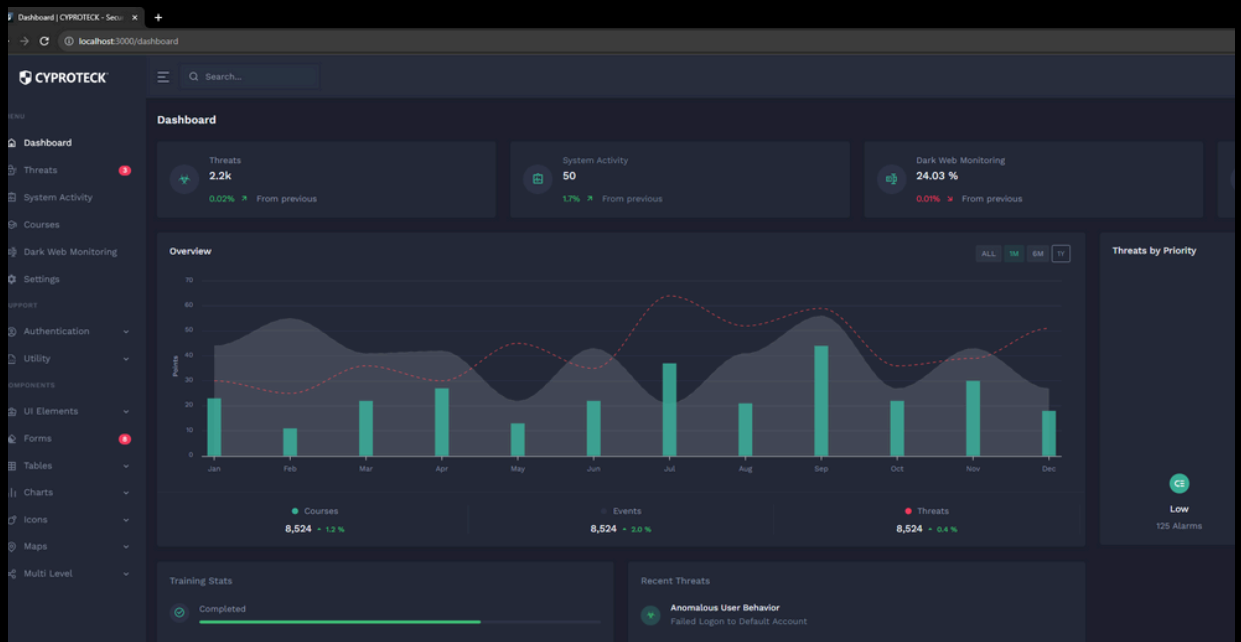 Dashboard | CYPROTECK - Secu
localhost:3000/dashboard
CYPROTECK
Search...
ENU
Dashboard
Threats 3
System Activity
Courses
Dark Web Monitoring
Settings
UPPORT
Authentication
Utility
OMPONENTS
UI Elements
Forms 8
Tables
Charts
Icons
Maps
Multi Level
Dashboard
Threats
2.2k
0.02% From previous
System Activity
50
1.7% From previous
Dark Web Monitoring
24.03 %
0.01% From previous
Overview
ALL 1M 6M 1Y
Points
70
60
50
40
30
20
10
0
Jan Feb Mar Apr May Jun Jul Aug Sep Oct Nov Dec
Courses
8,524 1.2 %
Events
8,524 2.0 %
Threats
8,524 0.4 %
Threats by Priority
Low
125 Alarms
Training Stats
Completed
Recent Threats
Anomalous User Behavior
Failed Logon to Default Account